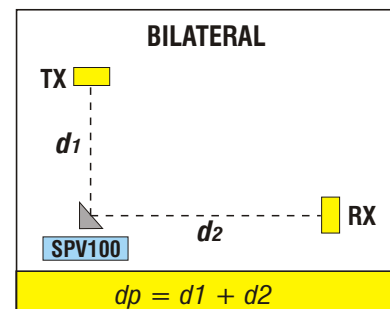 BILATERAL
TX
d1
RX
d2
SPV100
dp = d1 + d2